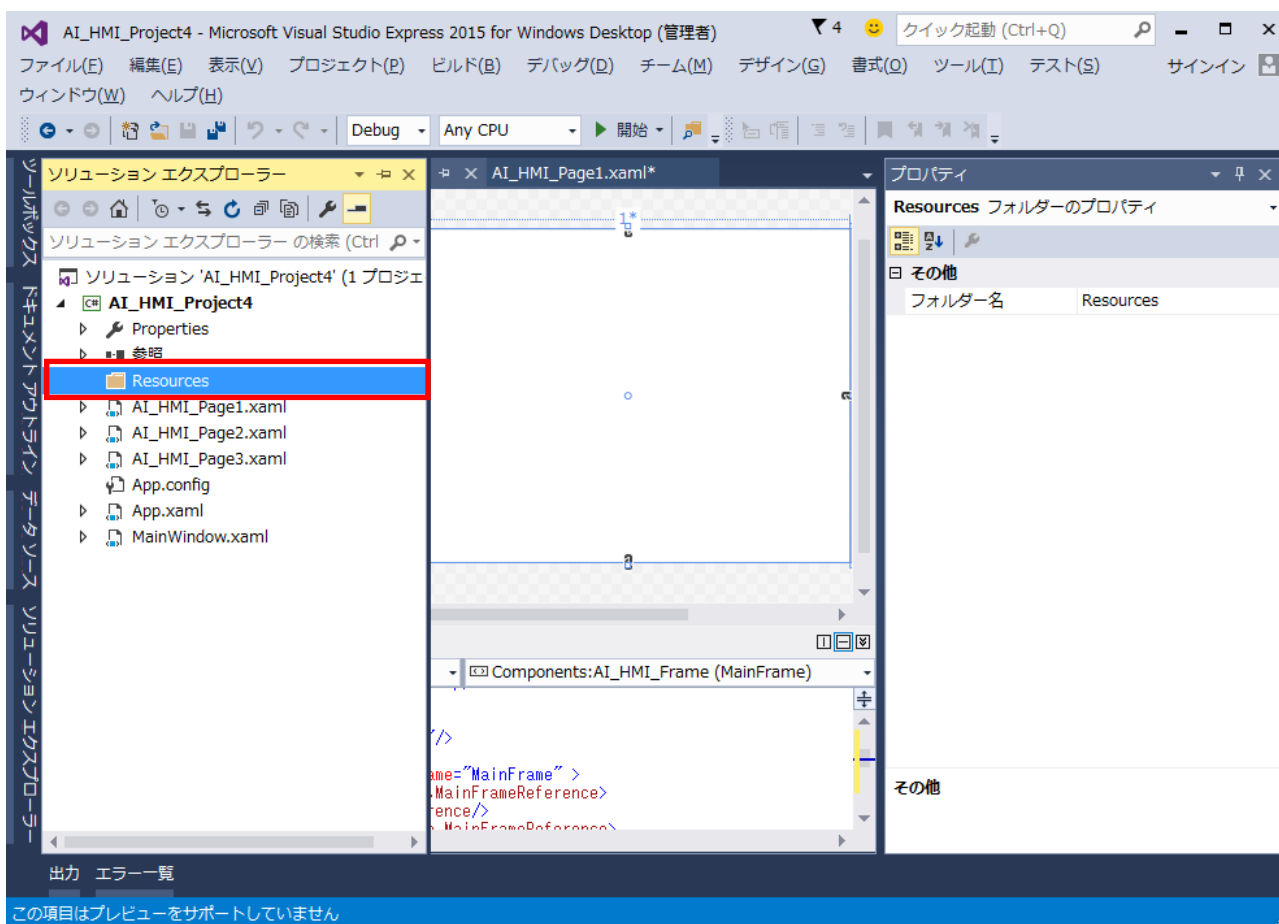 AI_HMI_Project4 - Microsoft Visual Studio Express 2015 for Windows Desktop (管理者)
4
クイック起動 (Ctrl+Q)
ファイル(F) 編集(E) 表示(V) プロジェクト(P) ビルド(B) デバッグ(D) チーム(M) デザイン(G) 書式(O) ツール(T) テスト(S) サインイン
ウィンドウ(W) ヘルプ(H)
Debug Any CPU 開始
ツールボックス
ドキュメント アウトライン
データ ソース
ソリューション エクスプローラー
ソリューション エクスプローラー
ソリューション エクスプローラー の検索 (Ctrl
ソリューション 'AI_HMI_Project4' (1 プロジェ
C# AI_HMI_Project4
Properties
参照
Resources
AI_HMI_Page1.xaml
AI_HMI_Page2.xaml
AI_HMI_Page3.xaml
App.config
App.xaml
MainWindow.xaml
AI_HMI_Page1.xaml*
1*
Components:AI_HMI_Frame (MainFrame)
"/>
ame="MainFrame" >
.MainFrameReference>
rence/>
プロパティ
Resources フォルダーのプロパティ
その他
フォルダー名 Resources
その他
出力 エラー一覧
この項目はプレビューをサポートしていません